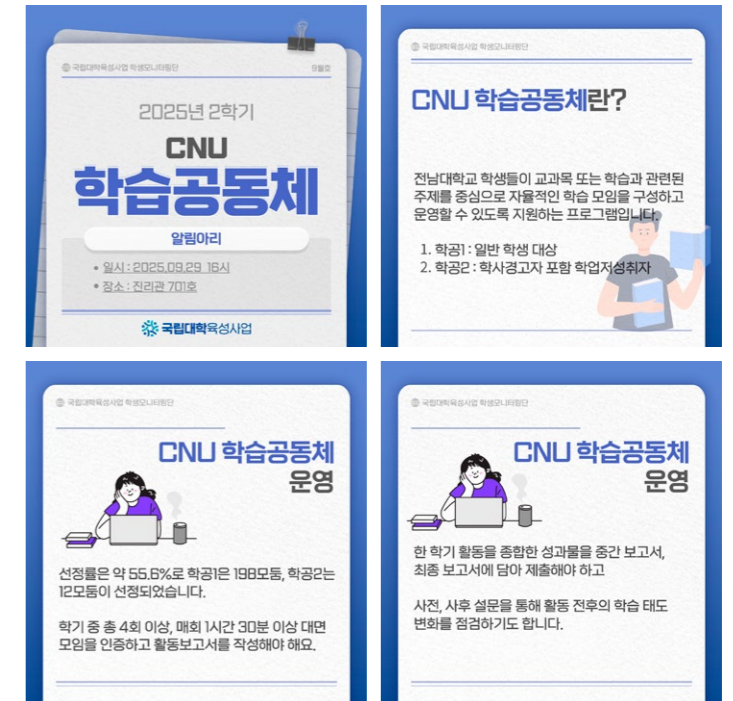 국립대학육성사업 학생모니터링단
9월호
2025년 2학기
CNU
학습공동체
알림아리
• 일시 : 2025.09.29 16시
• 장소 : 진리관 701호
국립대학육성사업
국립대학육성사업 학생모니터링단
CNU 학습공동체란?
전남대학교 학생들이 교과목 또는 학습과 관련된
주제를 중심으로 자율적인 학습 모임을 구성하고
운영할 수 있도록 지원하는 프로그램입니다.
1. 학공1 : 일반 학생 대상
2. 학공2 : 학사경고자 포함 학업저성취자
국립대학육성사업 학생모니터링단
CNU 학습공동체
운영
선정률은 약 55.6%로 학공1은 198모둠, 학공2는
12모둠이 선정되었습니다.
학기 중 총 4회 이상, 매회 1시간 30분 이상 대면
모임을 인증하고 활동보고서를 작성해야 해요.
국립대학육성사업 학생모니터링단
CNU 학습공동체
운영
한 학기 활동을 종합한 성과물을 중간 보고서,
최종 보고서에 담아 제출해야 하고
사전, 사후 설문을 통해 활동 전후의 학습 태도
변화를 점검하기도 합니다.